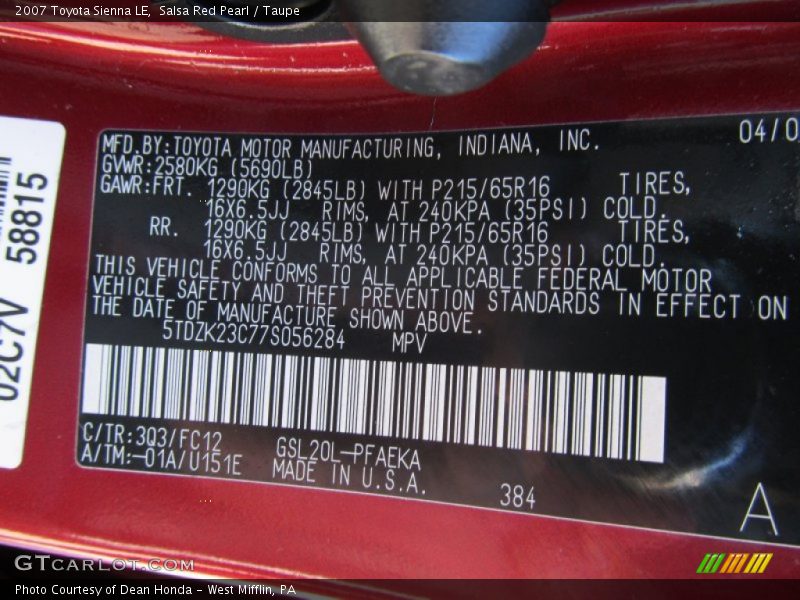 2007 Toyota Sienna LE, Salsa Red Pearl / Taupe
MFD.BY:TOYOTA MOTOR MANUFACTURING, INDIANA, INC. 04/0
GVWR:2580KG (5690LB)
GAWR:FRT. 1290KG (2845LB) WITH P215/65R16 TIRES,
16X6.5JJ RIMS, AT 240KPA (35PSI) COLD.
RR. 1290KG (2845LB) WITH P215/65R16 TIRES,
16X6.5JJ RIMS, AT 240KPA (35PSI) COLD.
THIS VEHICLE CONFORMS TO ALL APPLICABLE FEDERAL MOTOR
VEHICLE SAFETY AND THEFT PREVENTION STANDARDS IN EFFECT ON
THE DATE OF MANUFACTURE SHOWN ABOVE.
5TDZK23C77S056284 MPV
C/TR:3Q3/FC12
A/TM:-01A/U151E
GSL20L-PFAEKA
MADE IN U.S.A.
384
A
58815
02C7V
GTCARLOT.COM
Photo Courtesy of Dean Honda - West Mifflin, PA